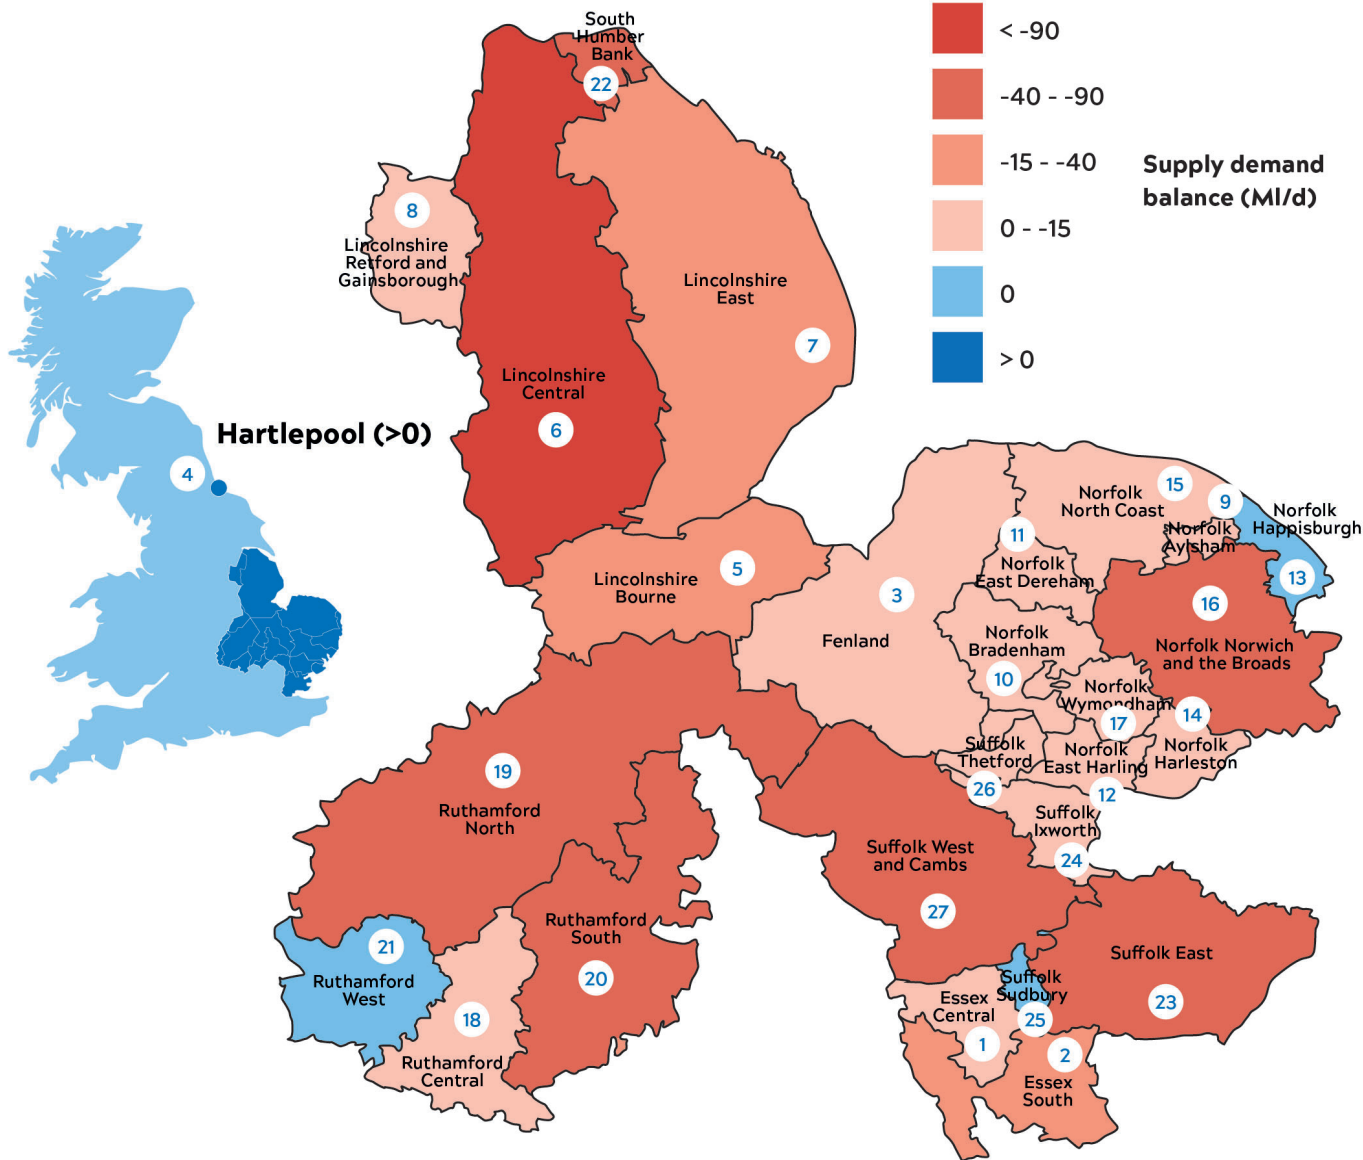 South
Humber
Bank
22
< -90
-40 - -90
-15 - -40
0 - -15
0
> 0
Supply demand
balance (Ml/d)
8
Lincolnshire
Retford and
Gainsborough
Lincolnshire
East
7
Lincolnshire
Central
6
Hartlepool (>0)
4
15
Norfolk
North Coast
9
Norfolk
Happisburgh
11
Norfolk
Aylsham
13
Norfolk
East Dereham
5
Lincolnshire
Bourne
3
Fenland
16
Norfolk Norwich
and the Broads
Norfolk
Bradenham
10
Norfolk
Wymondham
17
14
Norfolk
Harleston
Suffolk
Thetford
26
Norfolk
East Harling
12
19
Ruthamford
North
Suffolk
Ixworth
24
Suffolk West
and Cambs
27
Ruthamford
South
20
21
Ruthamford
West
Suffolk East
23
Suffolk
Sudbury
25
Essex
Central
1
18
Ruthamford
Central
2
Essex
South